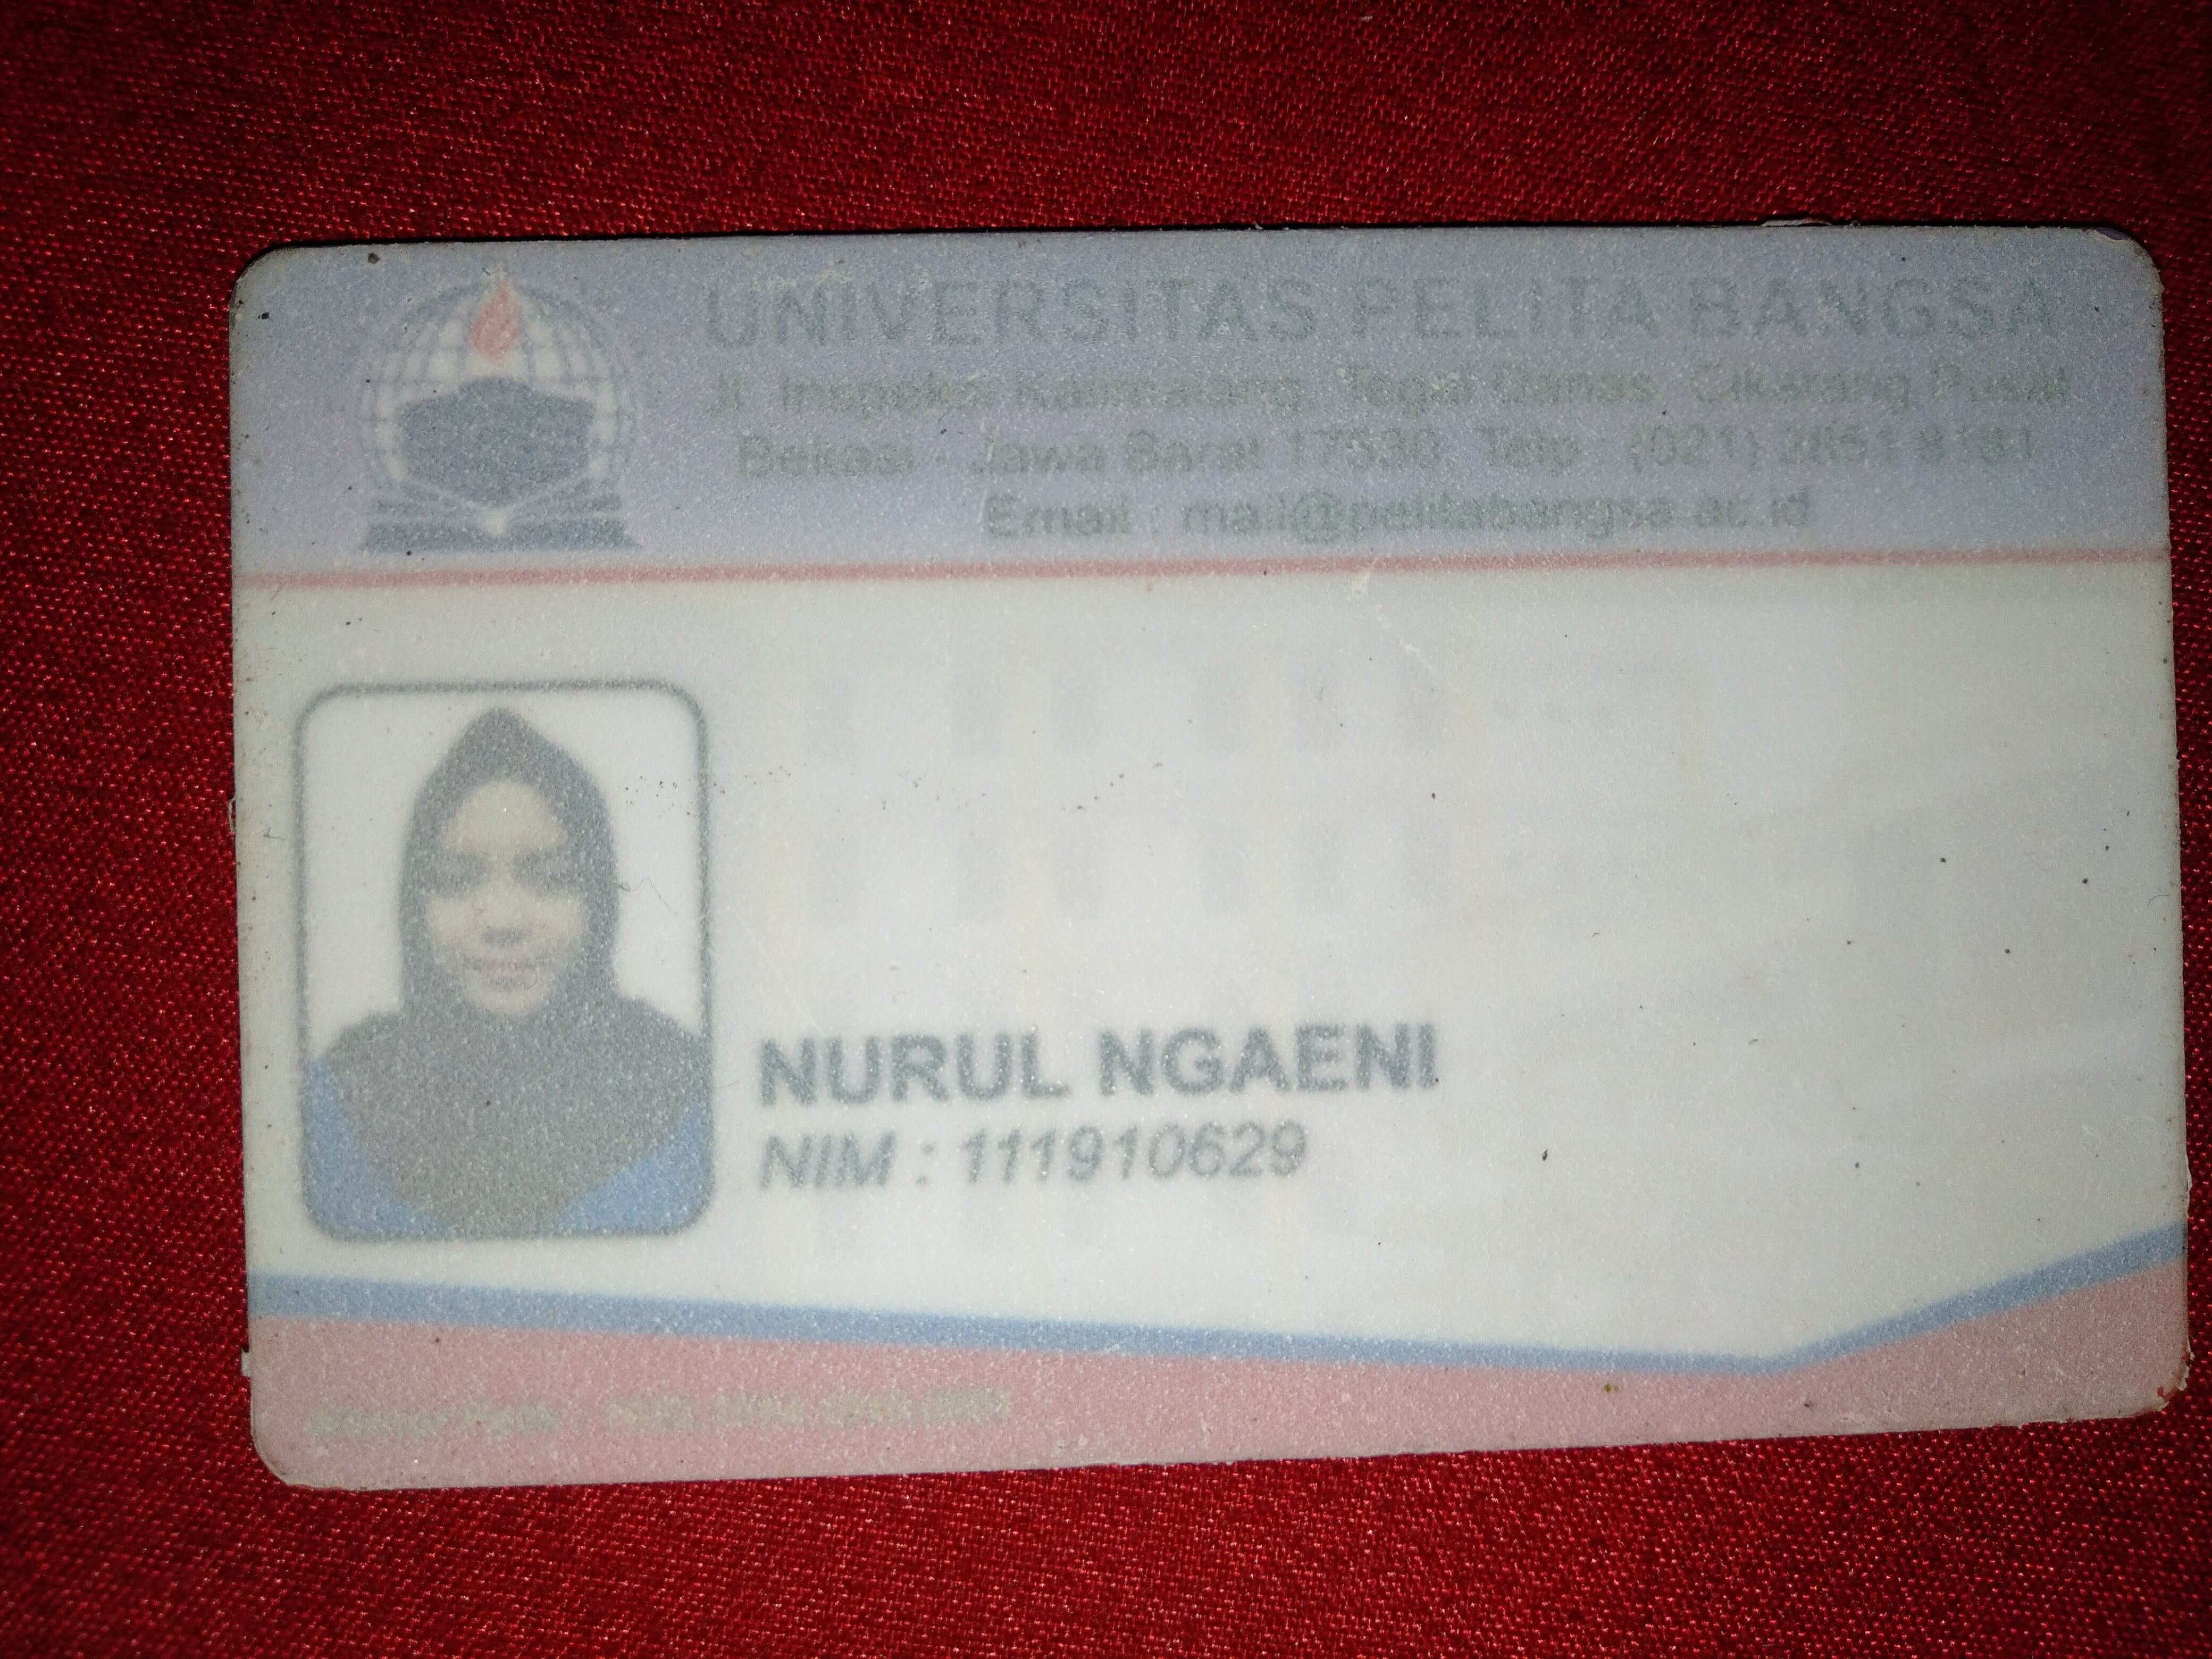 UNIVERSITAS PELITA BANGSA
Jl. Inspeksi Kalimalang, Tegal Danas, Cikarang Pusat
Bekasi - Jawa Barat 17530, Telp : (021) 2851 8181
Email : mail@pelitabangsa.ac.id
NURUL NGAENI
NIM : 111910629